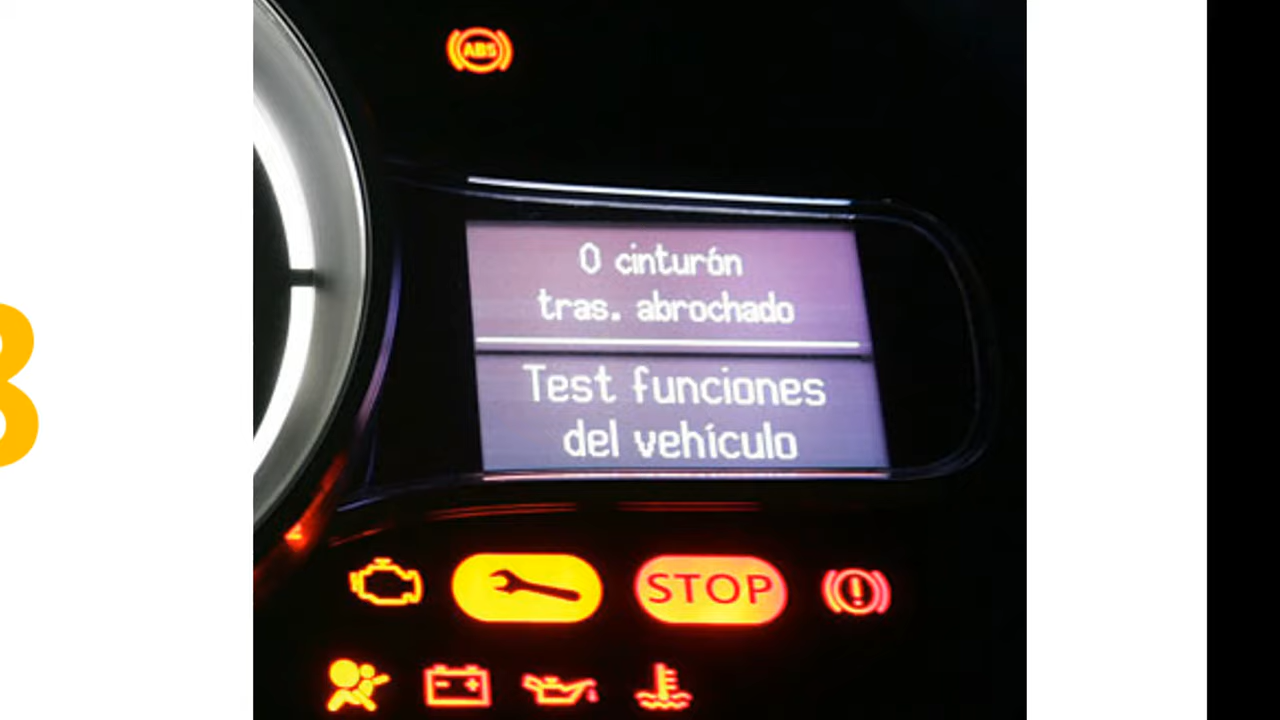 ABS
0 cinturón
tras. abrochado
Test funciones
del vehículo
STOP